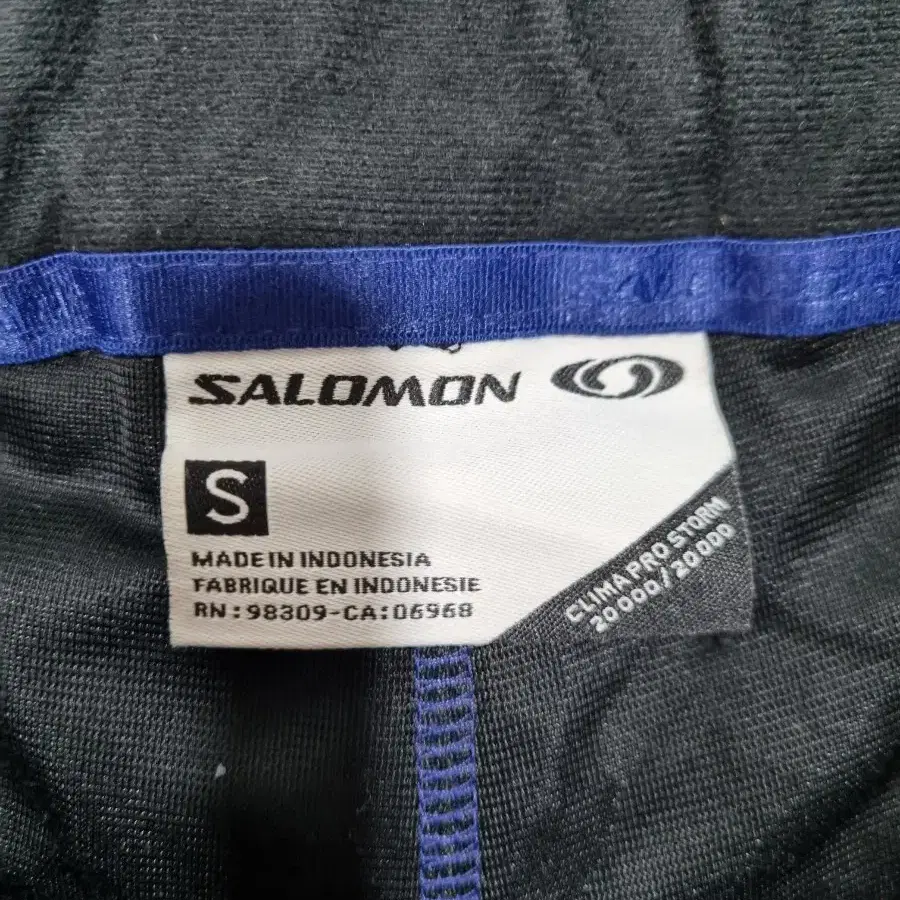 SALOMON
S
MADE IN INDONESIA
FABRIQUE EN INDONESIE
RN:98309-CA:06968
CLIMA PRO STORM
20000/20000